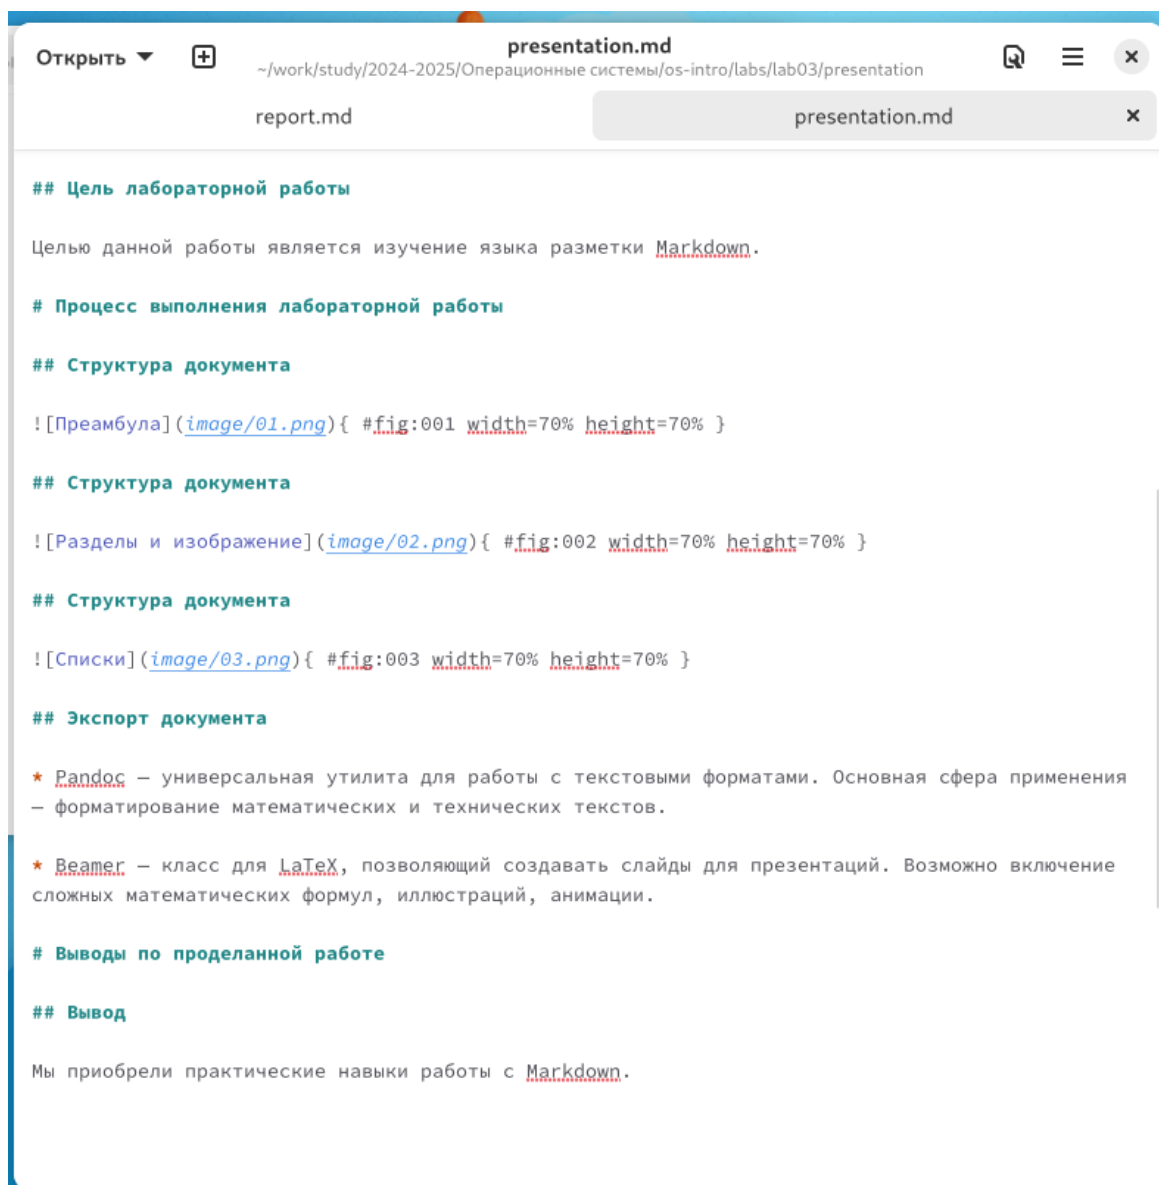 Открыть
presentation.md
~/work/study/2024-2025/Операционные системы/os-intro/labs/lab03/presentation
report.md
presentation.md
## Цель лабораторной работы
Целью данной работы является изучение языка разметки Markdown.
# Процесс выполнения лабораторной работы
## Структура документа
![Преамбула](image/01.png){ #fig:001 width=70% height=70% }
## Структура документа
![Разделы и изображение](image/02.png){ #fig:002 width=70% height=70% }
## Структура документа
![Списки](image/03.png){ #fig:003 width=70% height=70% }
## Экспорт документа
* Pandoc — универсальная утилита для работы с текстовыми форматами. Основная сфера применения
— форматирование математических и технических текстов.
* Beamer — класс для LaTeX, позволяющий создавать слайды для презентаций. Возможно включение
сложных математических формул, иллюстраций, анимации.
# Выводы по проделанной работе
## Вывод
Мы приобрели практические навыки работы с Markdown.